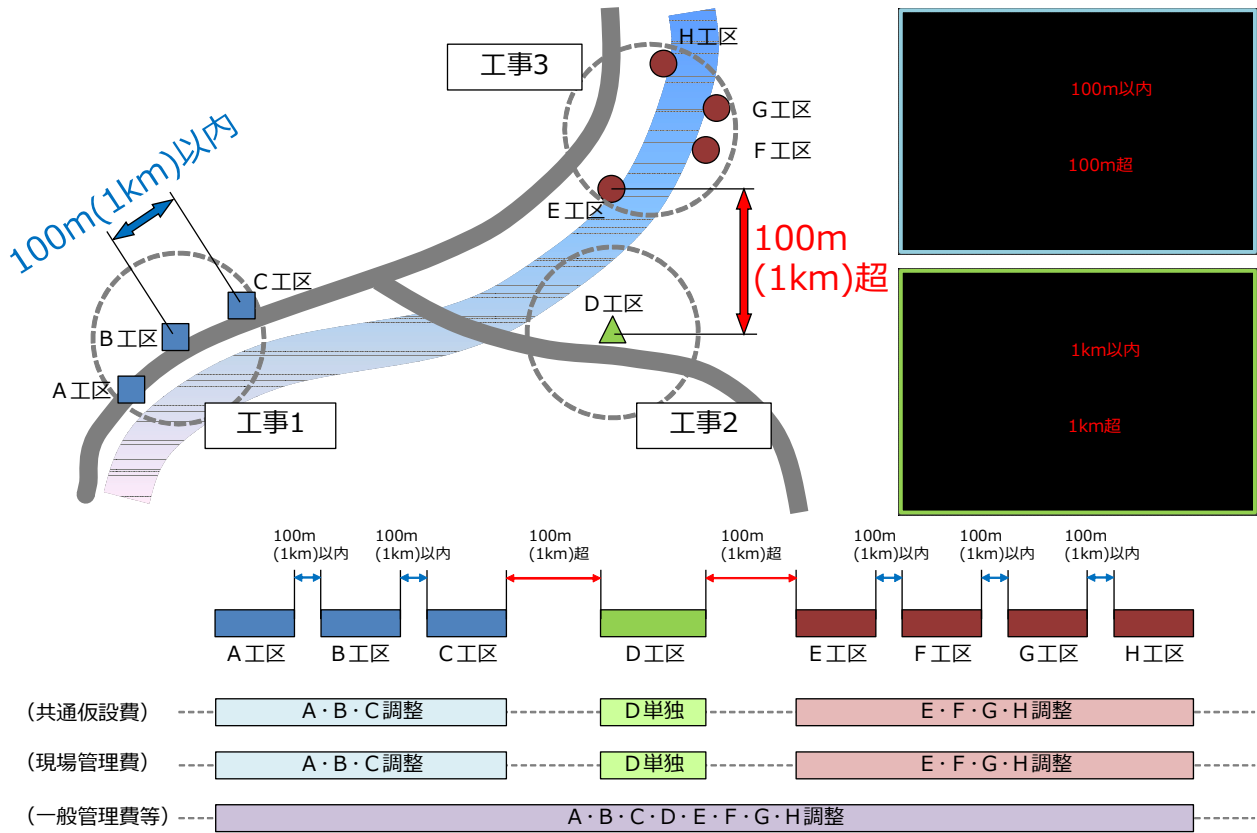 H工区
工事3
100m以内
G工区
F工区
100m(1km)以内
100m超
E工区
100m
(1km)超
C工区
D工区
B工区
1km以内
A工区
工事1
工事2
1km超
100m
(1km)以内
100m
(1km)以内
100m
(1km)超
100m
(1km)超
100m
(1km)以内
100m
(1km)以内
100m
(1km)以内
A工区
B工区
C工区
D工区
E工区
F工区
G工区
H工区
(共通仮設費)
A・B・C調整
D単独
E・F・G・H調整
(現場管理費)
A・B・C調整
D単独
E・F・G・H調整
(一般管理費等)
A・B・C・D・E・F・G・H調整